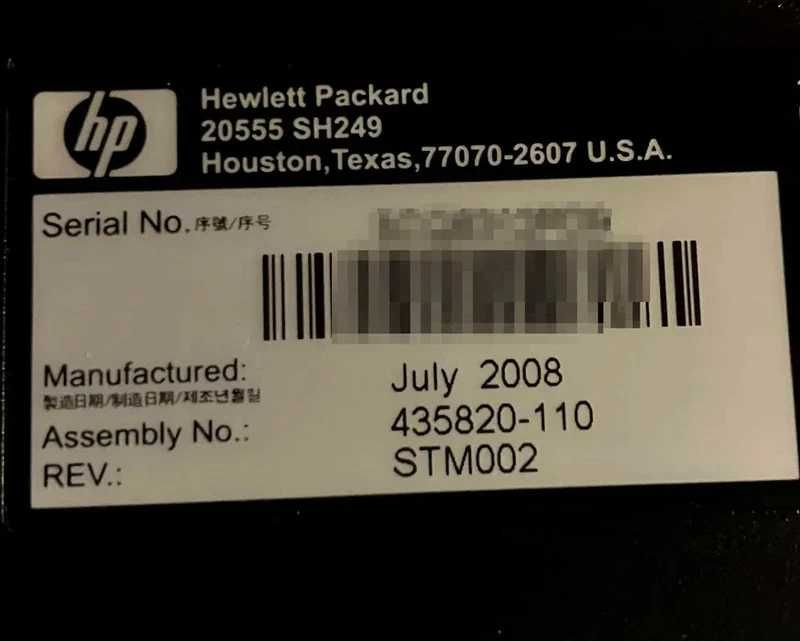 hp
Hewlett Packard
20555 SH249
Houston,Texas,77070-2607 U.S.A.
Serial No.序號/序号
Manufactured: July 2008
製造日期/制造日期/제조년월일
Assembly No.: 435820-110
REV.: STM002